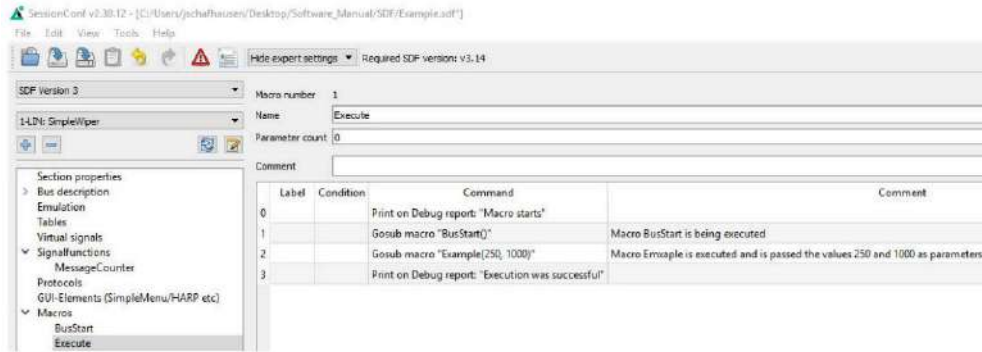 SessionConf v2.30.12 - [C:/Users/jschafhausen/Desktop/Software_Manual/SDF/Example.sdf*]
File Edit View Tools Help
Hide expert settings Required SDF version: v3.14
SDF Version 3
Macro number 1
1-LIN: SimpleWiper
Name Execute
Parameter count 0
Comment
Section properties
Bus description
Emulation
Tables
Virtual signals
Signalfunctions
MessageCounter
Protocols
GUI-Elements (SimpleMenu/HARP etc)
Macros
BusStart
Execute
Label Condition Command Comment
0 Print on Debug report: "Macro starts"
1 Gosub macro "BusStart()" Macro BusStart is being executed
2 Gosub macro "Example(250, 1000)" Macro Emxaple is executed and is passed the values 250 and 1000 as parameters
3 Print on Debug report: "Execution was successful"